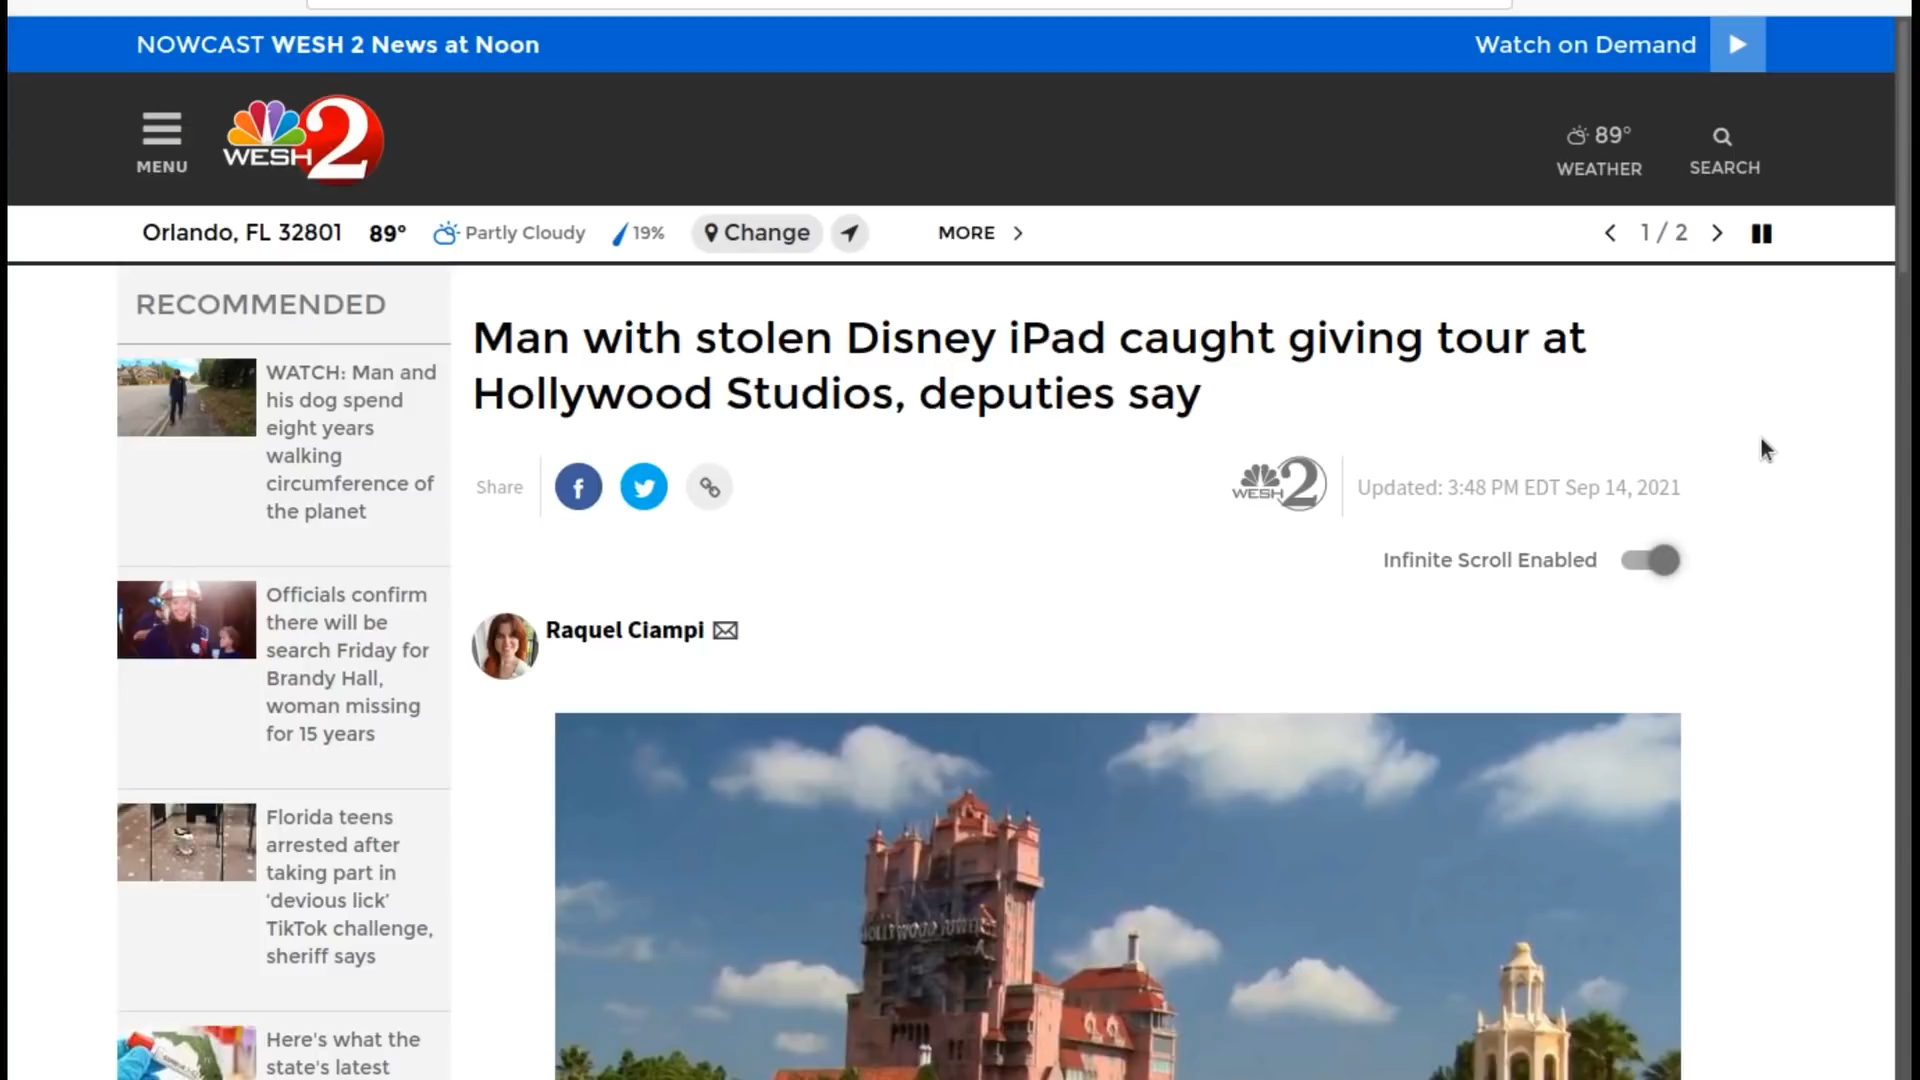 NOWCAST WESH 2 News at Noon
Watch on Demand
MENU
WESH 2
89°
WEATHER
SEARCH
Orlando, FL 32801 89° Partly Cloudy 19% Change MORE
1 / 2
RECOMMENDED
WATCH: Man and
his dog spend
eight years
walking
circumference of
the planet
Officials confirm
there will be
search Friday for
Brandy Hall,
woman missing
for 15 years
Florida teens
arrested after
taking part in
‘devious lick’
TikTok challenge,
sheriff says
Here's what the
state's latest
Man with stolen Disney iPad caught giving tour at
Hollywood Studios, deputies say
Share
WESH 2
Updated: 3:48 PM EDT Sep 14, 2021
Infinite Scroll Enabled
Raquel Ciampi
HOLLYWOOD TOWER